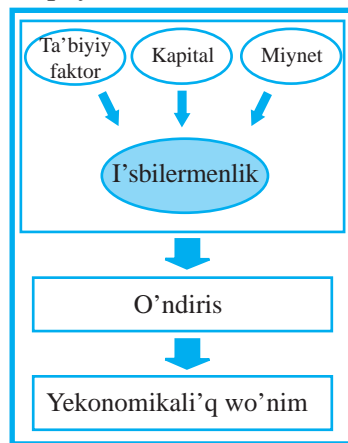 Ta'biyiy
faktor
Kapital
Miynet
I'sbilermenlik
O'ndiris
Yekonomikali'q wo'nim